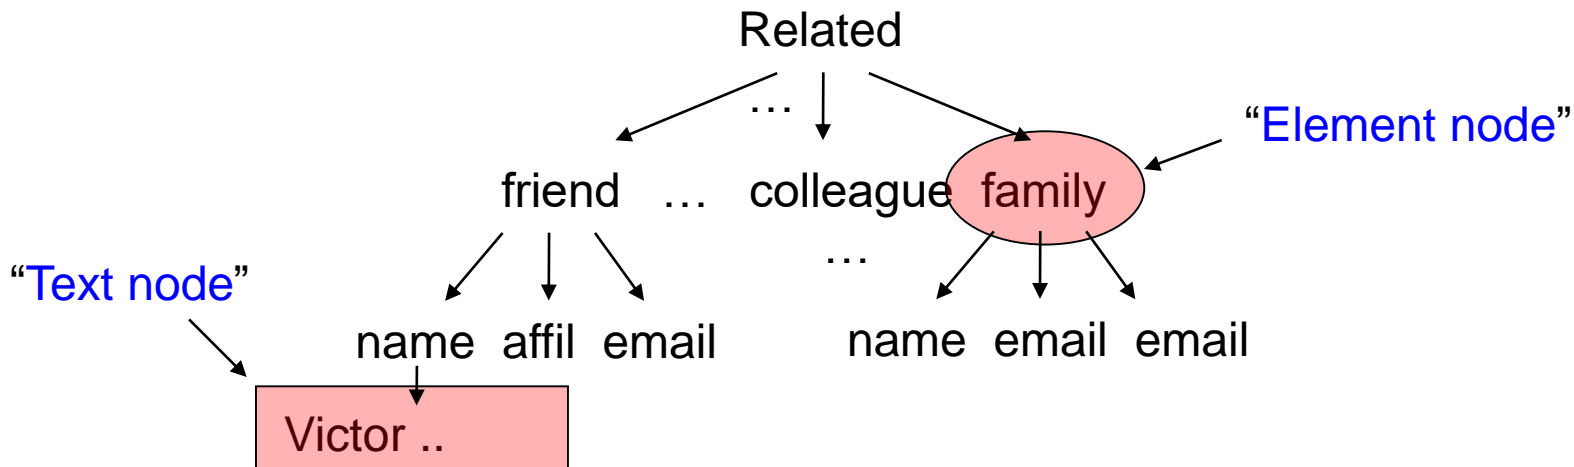 Related
…
“Element node”
friend … colleague family
…
“Text node”
name affil email name email email
Victor ..